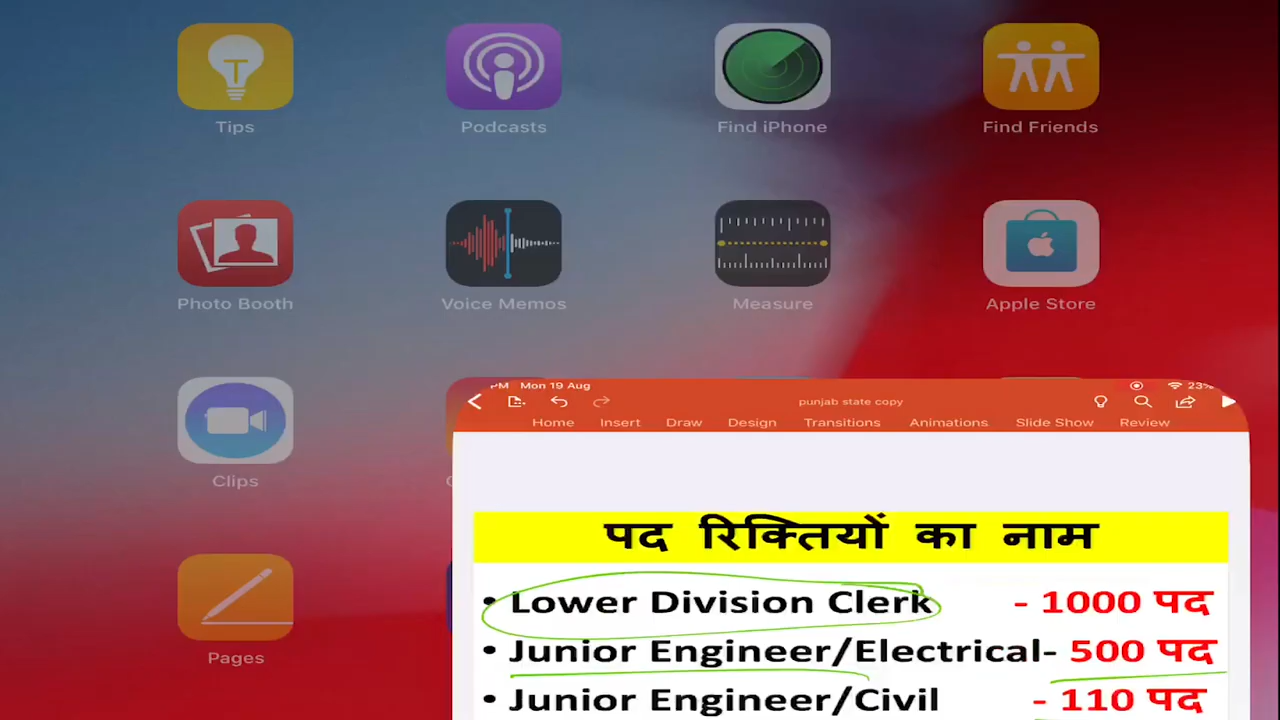 Tips Podcasts Find iPhone Find Friends
Photo Booth Voice Memos Measure Apple Store
Clips
PM Mon 19 Aug 23%
punjab state copy
Home Insert Draw Design Transitions Animations Slide Show Review
पद रिक्तियों का नाम
• Lower Division Clerk - 1000 पद
• Junior Engineer/Electrical- 500 पद
Pages
• Junior Engineer/Civil - 110 पद